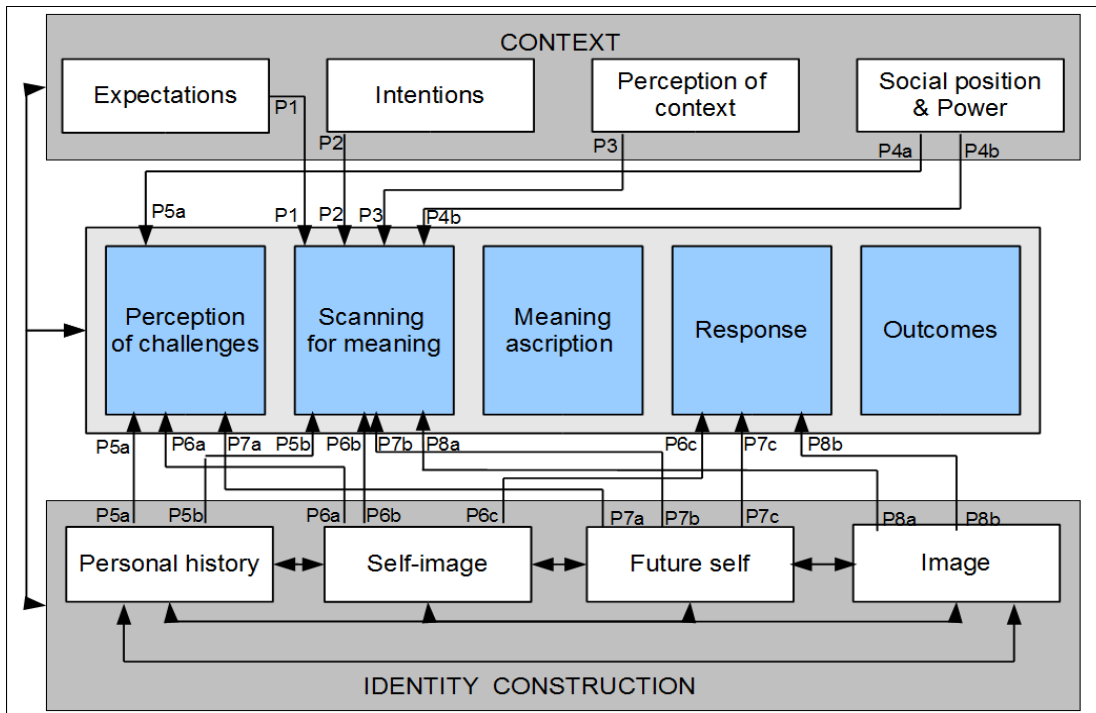 CONTEXT
Expectations
Intentions
Perception of
context
Social position
& Power
P1
P2
P3
P4a
P4b
P5a
P1
P2
P3
P4b
Perception
of challenges
Scanning
for meaning
Meaning
ascription
Response
Outcomes
P5a
P6a
P7a
P5b
P6b
P7b
P8a
P6c
P7c
P8b
P5a
P5b
P6a
P6b
P6c
P7a
P7b
P7c
P8a
P8b
Personal history
Self-image
Future self
Image
IDENTITY CONSTRUCTION